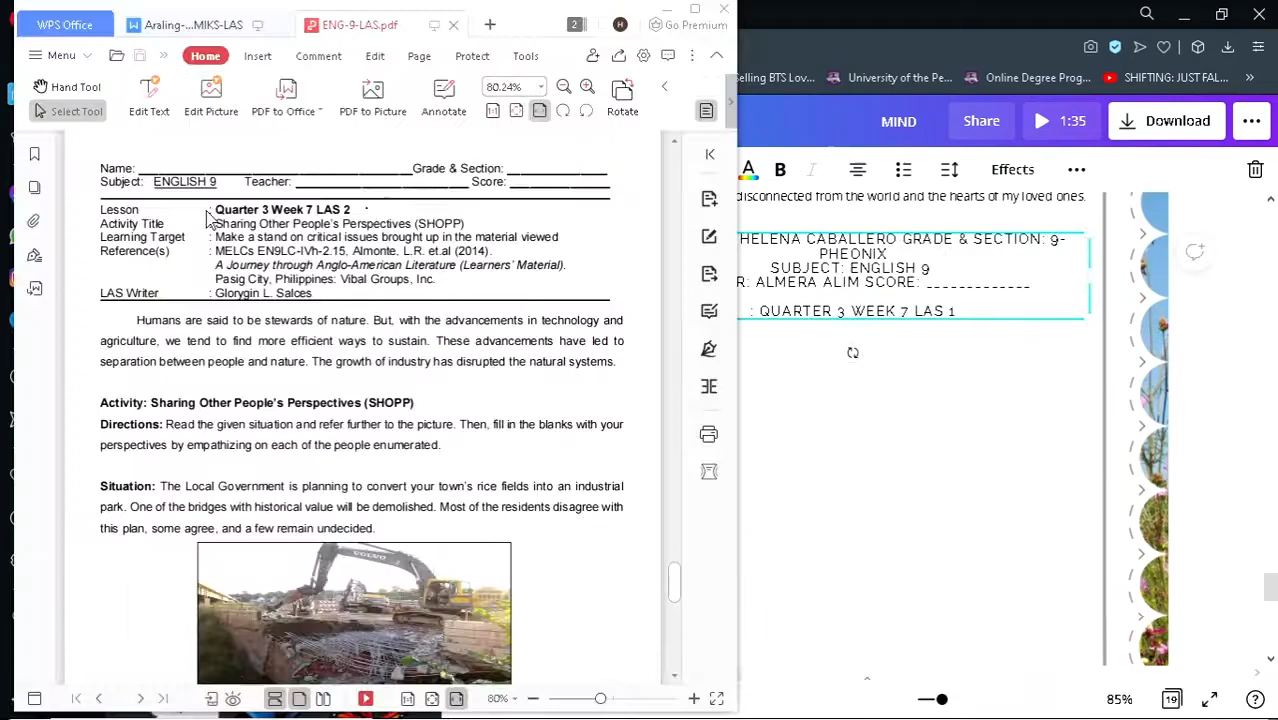 WPS Office
Araling-...MIKS-LAS
ENG-9-LAS.pdf
2
H
Go Premium
Menu
Home
Insert
Comment
Edit
Page
Protect
Tools
Hand Tool
Select Tool
Edit Text
Edit Picture
PDF to Office
PDF to Picture
Annotate
80.24%
Rotate
Name:
Grade & Section:
Subject: ENGLISH 9
Teacher:
Score:
Lesson : Quarter 3 Week 7 LAS 2
Activity Title : Sharing Other People's Perspectives (SHOPP)
Learning Target : Make a stand on critical issues brought up in the material viewed
Reference(s) : MELCs EN9LC-IVh-2.15, Almonte, L.R. et.al (2014).
A Journey through Anglo-American Literature (Learners' Material).
Pasig City, Philippines: Vibal Groups, Inc.
LAS Writer : Glorygin L. Salces
Humans are said to be stewards of nature. But, with the advancements in technology and
agriculture, we tend to find more efficient ways to sustain. These advancements have led to
separation between people and nature. The growth of industry has disrupted the natural systems.
Activity: Sharing Other People's Perspectives (SHOPP)
Directions: Read the given situation and refer further to the picture. Then, fill in the blanks with your
perspectives by empathizing on each of the people enumerated.
Situation: The Local Government is planning to convert your town's rice fields into an industrial
park. One of the bridges with historical value will be demolished. Most of the residents disagree with
this plan, some agree, and a few remain undecided.
VOLVO
80%
elling BTS Lov...
University of the Pe...
Online Degree Prog...
SHIFTING: JUST FAL...
MIND
Share
1:35
Download
A
B
I
Effects
disconnected from the world and the hearts of my loved ones.
HELENA CABALLERO GRADE & SECTION: 9-
PHEONIX
SUBJECT: ENGLISH 9
R: ALMERA ALIM SCORE: _____________
: QUARTER 3 WEEK 7 LAS 1
85%
19